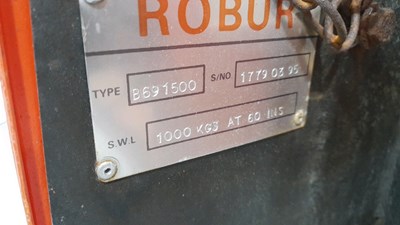 ROBUR
TYPE B691500 S/NO 1779 03 95
S.W.L 1000 KGS AT 60 INS